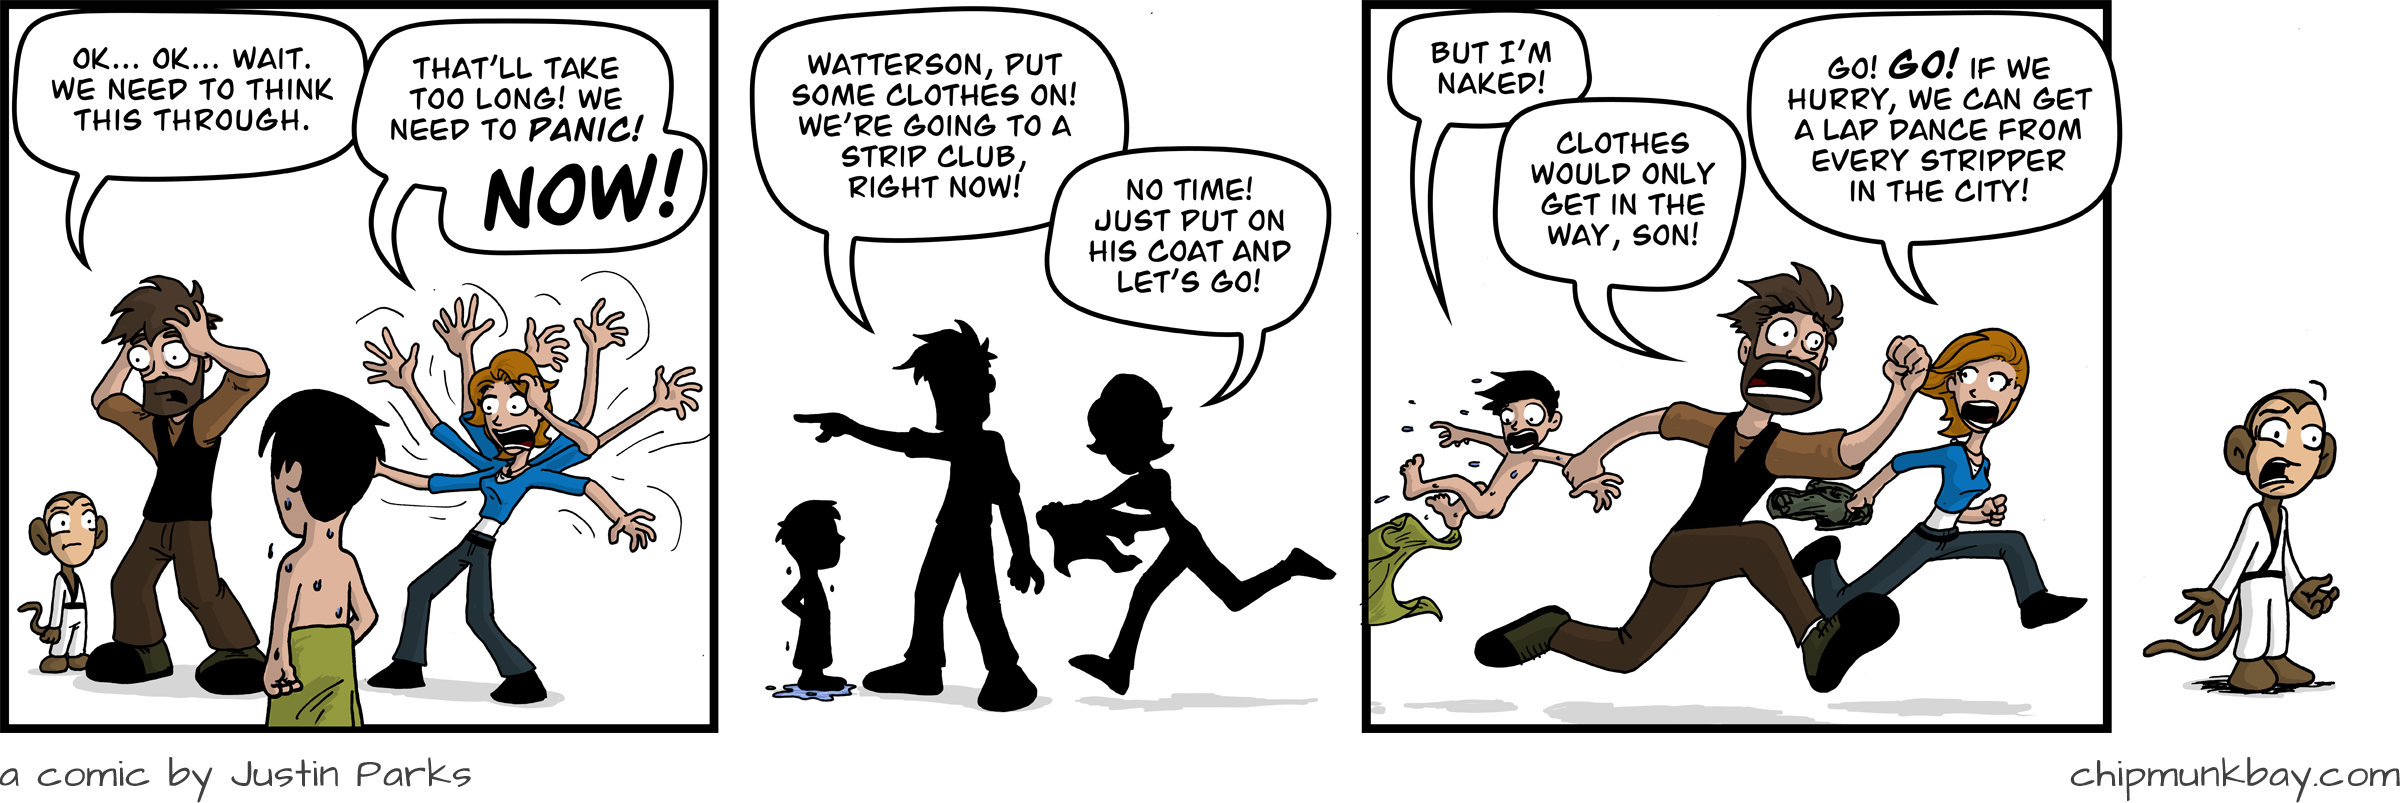 OK... OK... WAIT.
WE NEED TO THINK
THIS THROUGH.
THAT'LL TAKE
TOO LONG! WE
NEED TO PANIC!
NOW!
WATTERSON, PUT
SOME CLOTHES ON!
WE'RE GOING TO A
STRIP CLUB,
RIGHT NOW!
NO TIME!
JUST PUT ON
HIS COAT AND
LET'S GO!
BUT I'M
NAKED!
CLOTHES
WOULD ONLY
GET IN THE
WAY, SON!
GO! GO! IF WE
HURRY, WE CAN GET
A LAP DANCE FROM
EVERY STRIPPER
IN THE CITY!
a comic by Justin Parks
chipmunkbay.com